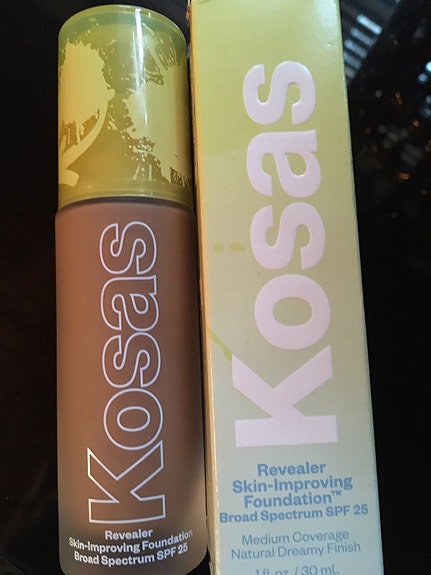 Kosas
Revealer
Skin-Improving Foundation
Broad Spectrum SPF 25
Kosas
Revealer
Skin-Improving
Foundation™
Broad Spectrum SPF 25
Medium Coverage
Natural Dreamy Finish
1 fl. oz. / 30 mL